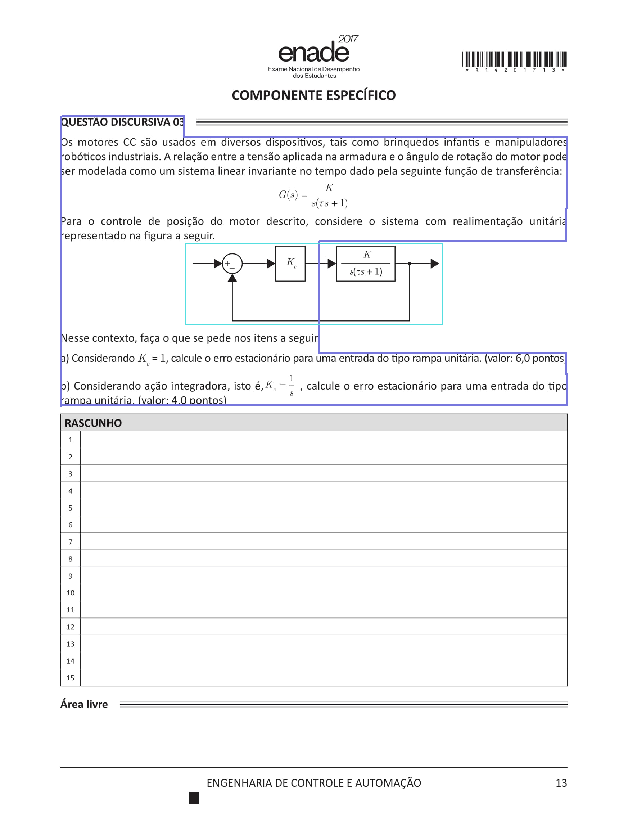 enade 2017
Exame Nacional de Desempenho
dos Estudantes
*R1420171 3*
COMPONENTE ESPECÍFICO
QUESTÃO DISCURSIVA 03
Os motores CC são usados em diversos dispositivos, tais como brinquedos infantis e manipuladores
robóticos industriais. A relação entre a tensão aplicada na armadura e o ângulo de rotação do motor pode
ser modelada como um sistema linear invariante no tempo dado pela seguinte função de transferência:
G(s) = K / s(τs + 1)
Para o controle de posição do motor descrito, considere o sistema com realimentação unitária
representado na figura a seguir.
+ − K_c K / s(τs + 1)
Nesse contexto, faça o que se pede nos itens a seguir
a) Considerando K_c = 1, calcule o erro estacionário para uma entrada do tipo rampa unitária. (valor: 6,0 pontos)
b) Considerando ação integradora, isto é, K_c = 1/s , calcule o erro estacionário para uma entrada do tipo
rampa unitária. (valor: 4,0 pontos)
RASCUNHO
1
2
3
4
5
6
7
8
9
10
11
12
13
14
15
Área livre
ENGENHARIA DE CONTROLE E AUTOMAÇÃO 13